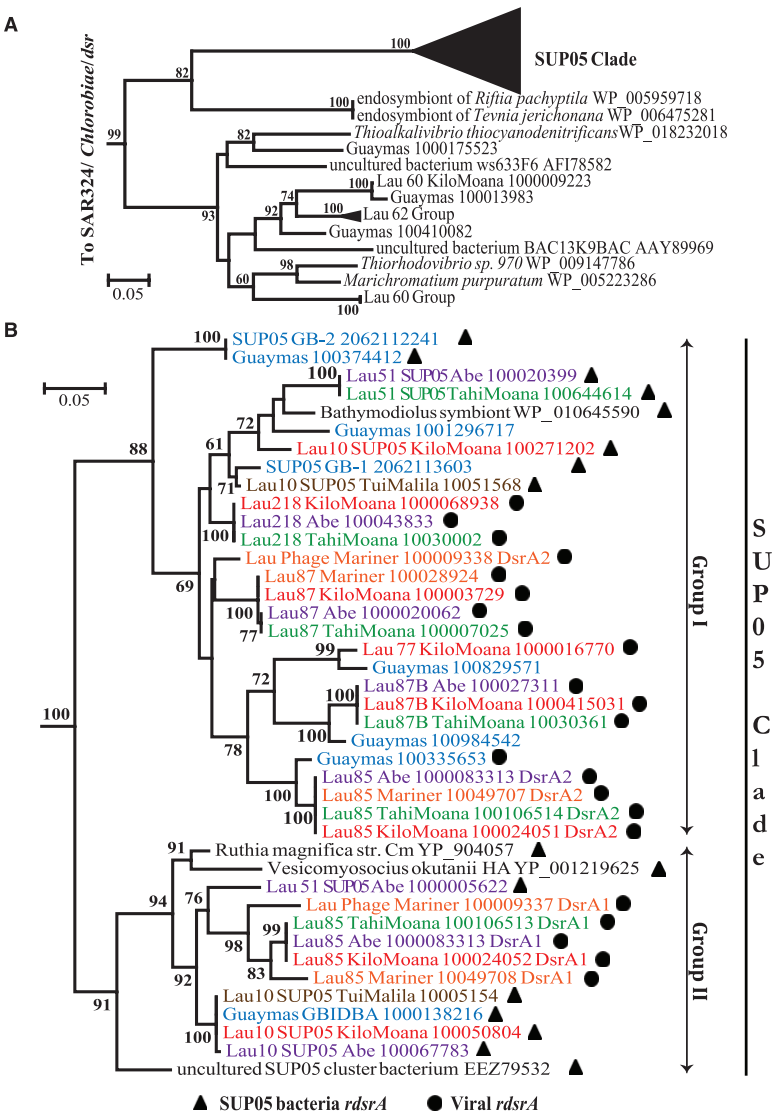 A
100
SUP05 Clade
82
100
endosymbiont of Riftia pachyptila WP_005959718
endosymbiont of Tevnia jerichonana WP_006475281
99
82
Thioalkalivibrio thiocyanodenitrificansWP_018232018
Guaymas 1000175523
uncultured bacterium ws633F6 AFI78582
93
100
Lau 60 KiloMoana 1000009223
74
Guaymas 100013983
92
100
Lau 62 Group
Guaymas 100410082
uncultured bacterium BAC13K9BAC AAY89969
98
Thiorhodovibrio sp. 970 WP_009147786
60
Marichromatium purpuratum WP_005223286
100
Lau 60 Group
To SAR324/ Chlorobiae/ dsr
0.05
B
100
SUP05 GB-2 2062112241
Guaymas 100374412
0.05
100
Lau51 SUP05 Abe 100020399
Lau51 SUP05 TahiMoana 100644614
72
Bathymodiolus symbiont WP_010645590
88
61
Guaymas 1001296717
Lau10 SUP05 KiloMoana 100271202
SUP05 GB-1 2062113603
71
Lau10 SUP05 TuiMalila 10051568
Lau218 KiloMoana 1000068938
Lau218 Abe 100043833
100
Lau218 TahiMoana 10030002
69
Lau Phage Mariner 100009338 DsrA2
Lau87 Mariner 100028924
Lau87 KiloMoana 100003729
100
Lau87 Abe 1000020062
77
Lau87 TahiMoana 100007025
99
Lau 77 KiloMoana 1000016770
72
Guaymas 100829571
Lau87B Abe 100027311
100
Lau87B KiloMoana 1000415031
Lau87B TahiMoana 10030361
100
Guaymas 100984542
78
Guaymas 100335653
Lau85 Abe 1000083313 DsrA2
100
Lau85 Mariner 10049707 DsrA2
100
Lau85 TahiMoana 100106514 DsrA2
Lau85 KiloMoana 100024051 DsrA2
100
91
Ruthia magnifica str. Cm YP_904057
Vesicomyosocius okutanii HA YP_001219625
94
76
Lau 51 SUP05Abe 1000005622
Lau Phage Mariner 100009337 DsrA1
99
Lau85 TahiMoana 100106513 DsrA1
98
Lau85 Abe 1000083313 DsrA1
Lau85 KiloMoana 100024052 DsrA1
83
Lau85 Mariner 10049708 DsrA1
92
91
Lau10 SUP05 TuiMalila 10005154
Guaymas GBIDBA 1000138216
100
Lau10 SUP05 KiloMoana 100050804
Lau10 SUP05 Abe 100067783
uncultured SUP05 cluster bacterium EEZ79532
Group I
Group II
SUP05 Clade
SUP05 bacteria rdsrA
Viral rdsrA